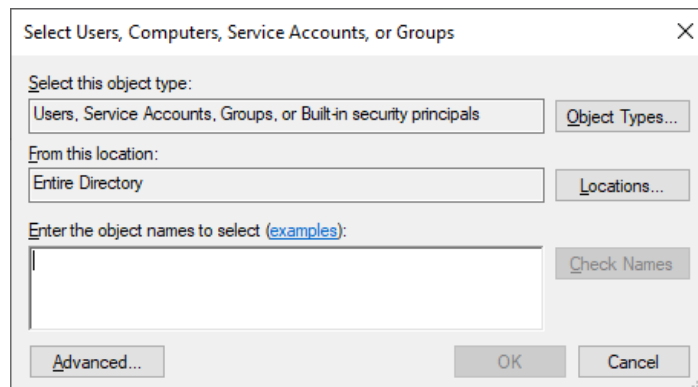 Select Users, Computers, Service Accounts, or Groups
Select this object type:
Users, Service Accounts, Groups, or Built-in security principals
Object Types...
From this location:
Entire Directory
Locations...
Enter the object names to select (examples):
Check Names
Advanced...
OK
Cancel